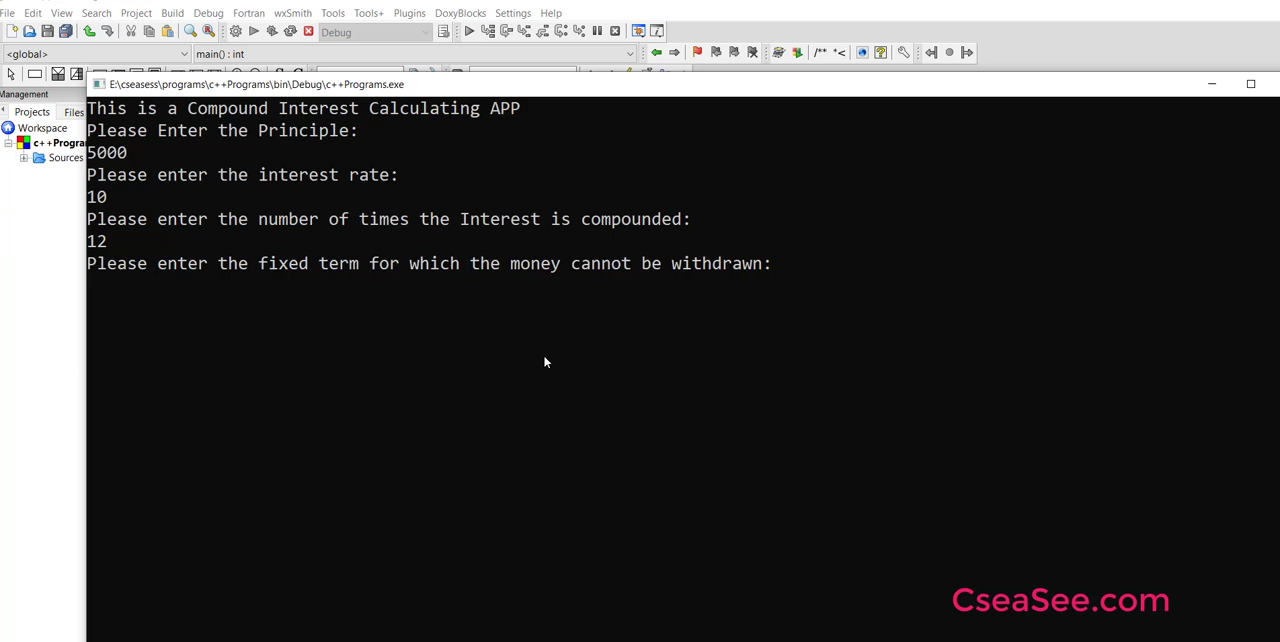 File Edit View Search Project Build Debug Fortran wxSmith Tools Tools+ Plugins DoxyBlocks Settings Help
Debug
<global> main() : int /** *<
E:\cseasess\programs\c++Programs\bin\Debug\c++Programs.exe
Management
Projects Files
Workspace
c++Progra
Sources
This is a Compound Interest Calculating APP
Please Enter the Principle:
5000
Please enter the interest rate:
10
Please enter the number of times the Interest is compounded:
12
Please enter the fixed term for which the money cannot be withdrawn:
CseaSee.com